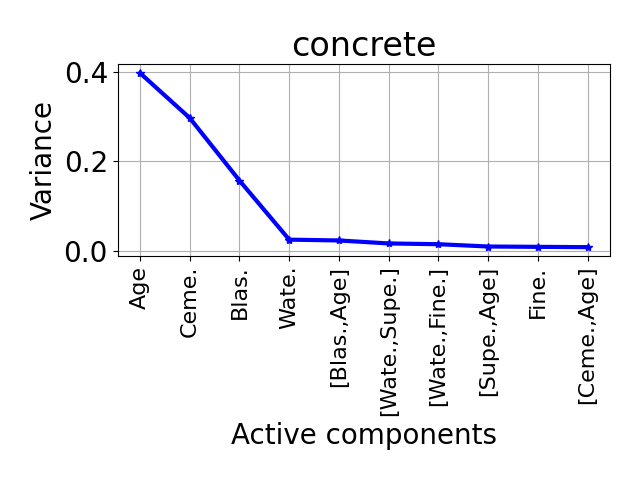 concrete
Variance
0.4
0.2
0.0
Age
Ceme.
Blas.
Wate.
[Blas.,Age]
[Wate.,Supe.]
[Wate.,Fine.]
[Supe.,Age]
Fine.
[Ceme.,Age]
Active components